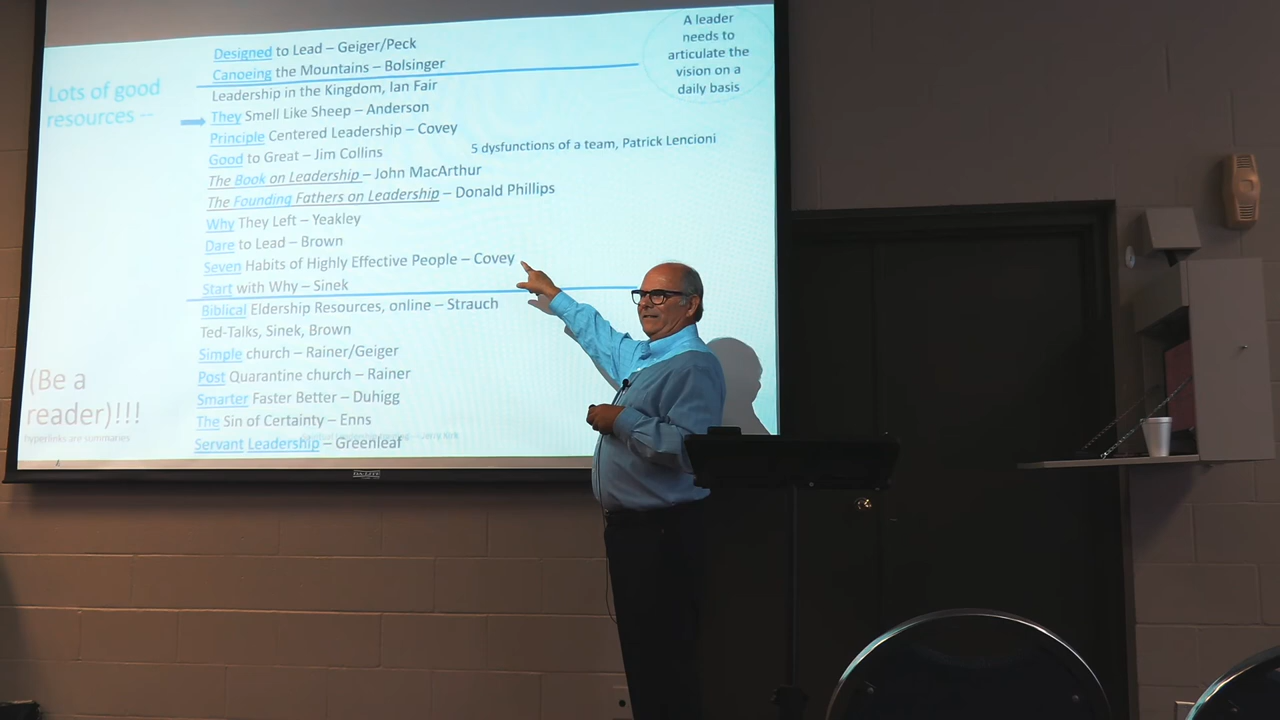 A leader
needs to
articulate the
vision on a
daily basis
Lots of good
resources --
Designed to Lead – Geiger/Peck
Canoeing the Mountains – Bolsinger
Leadership in the Kingdom, Ian Fair
They Smell Like Sheep – Anderson
Principle Centered Leadership – Covey
Good to Great – Jim Collins
5 dysfunctions of a team, Patrick Lencioni
The Book on Leadership – John MacArthur
The Founding Fathers on Leadership – Donald Phillips
Why They Left – Yeakley
Dare to Lead – Brown
Seven Habits of Highly Effective People – Covey
Start with Why – Sinek
Biblical Eldership Resources, online – Strauch
Ted-Talks, Sinek, Brown
Simple church – Rainer/Geiger
Post Quarantine church – Rainer
Smarter Faster Better – Duhigg
The Sin of Certainty – Enns
Servant Leadership – Greenleaf
(Be a
reader)!!!
hyperlinks are summaries
DA-LITE